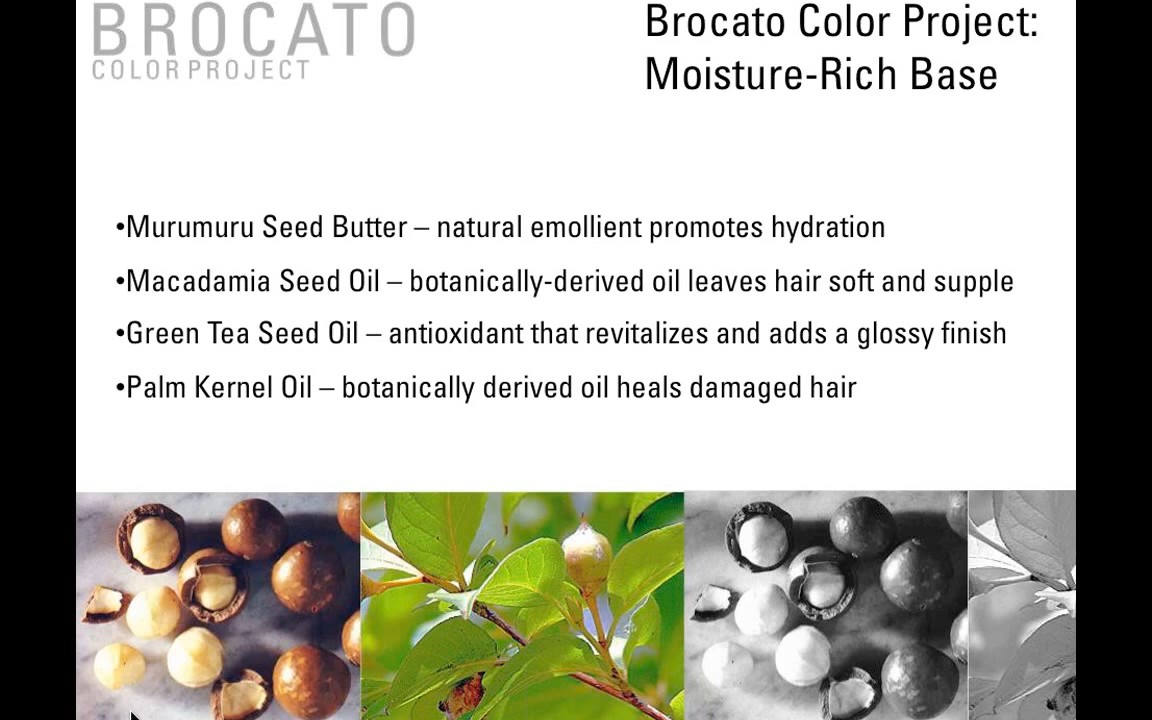 BROCATO
COLOR PROJECT
Brocato Color Project:
Moisture-Rich Base
•Murumuru Seed Butter – natural emollient promotes hydration
•Macadamia Seed Oil – botanically-derived oil leaves hair soft and supple
•Green Tea Seed Oil – antioxidant that revitalizes and adds a glossy finish
•Palm Kernel Oil – botanically derived oil heals damaged hair